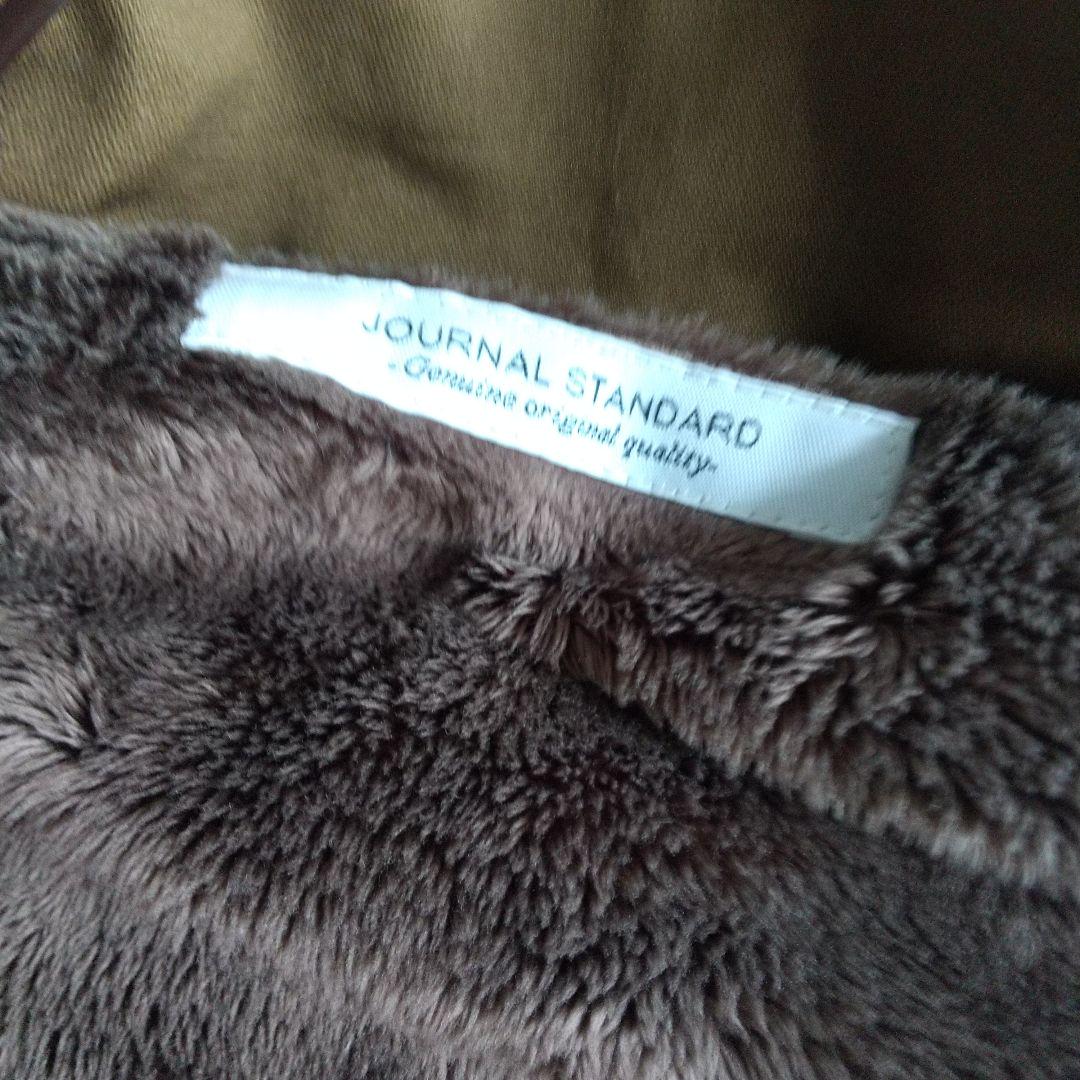 JOURNAL STANDARD
-Genuine original quality-